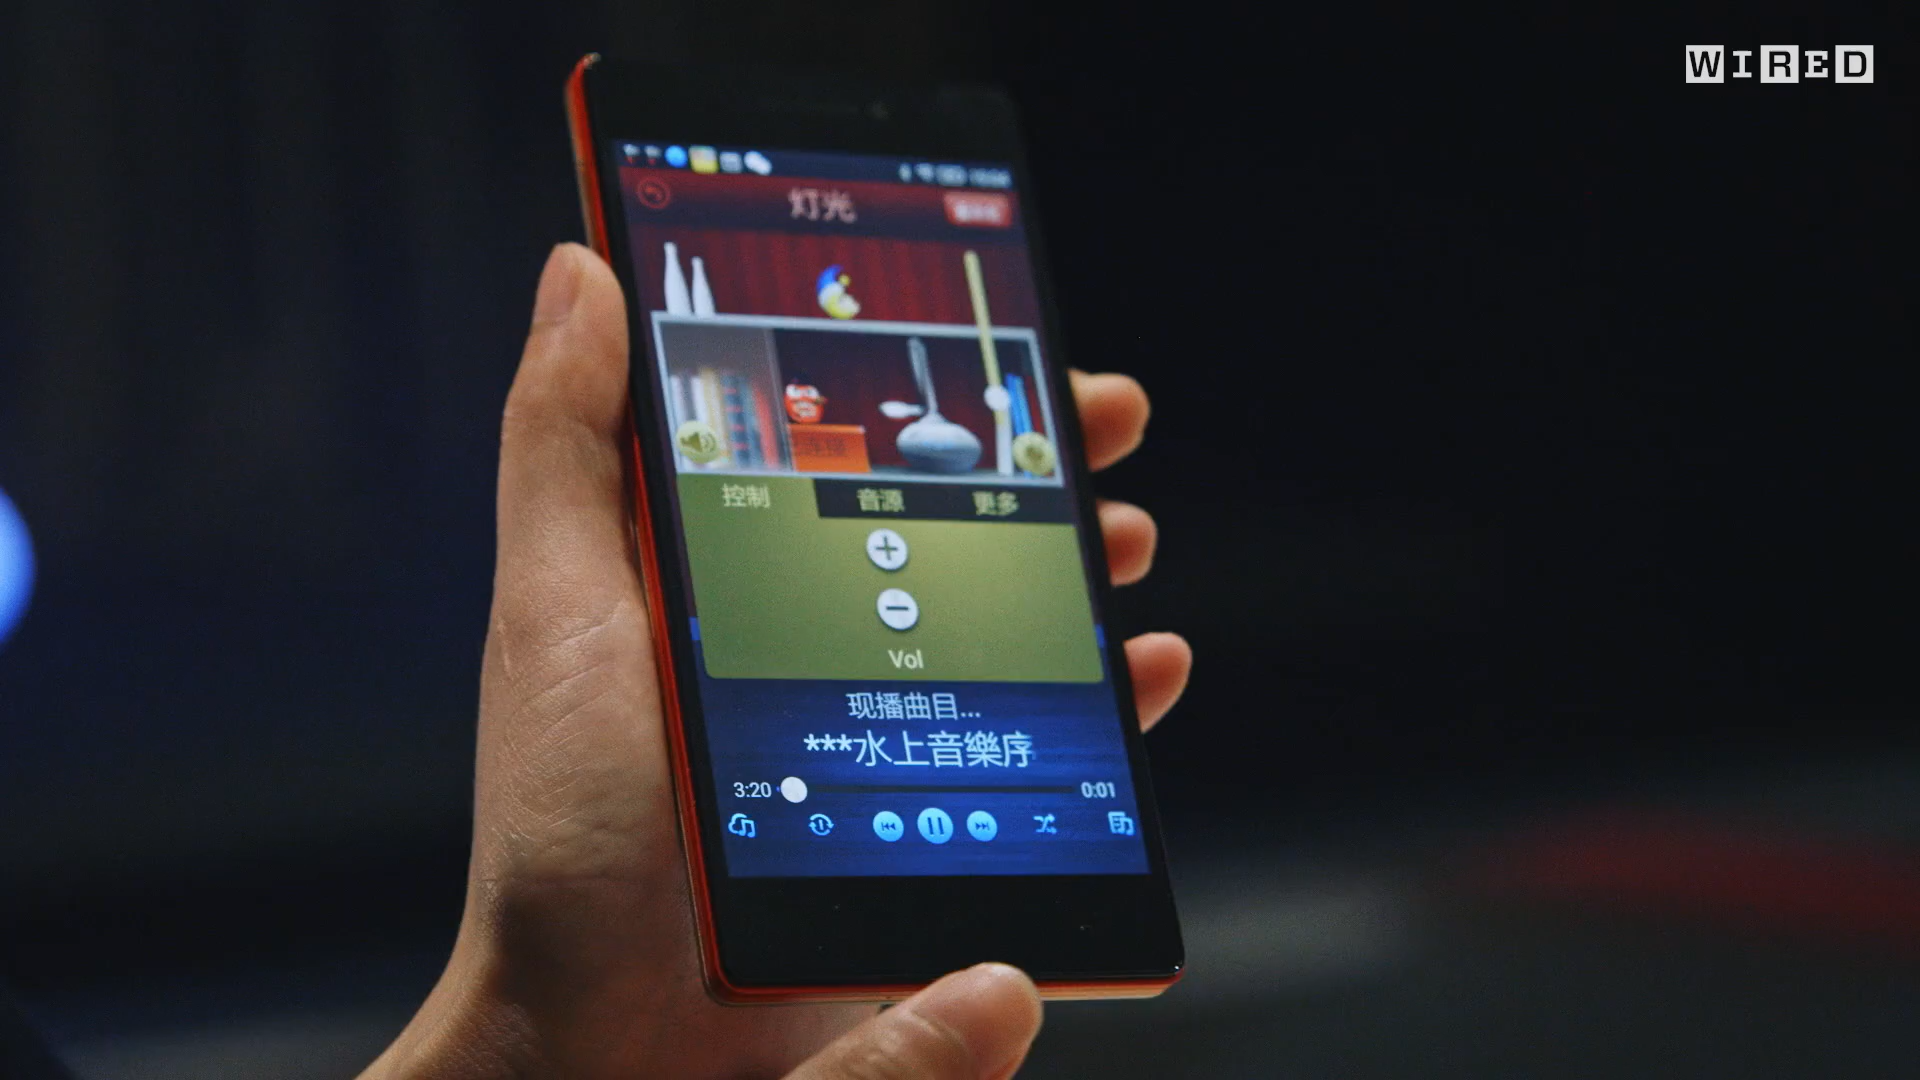 WIRED
灯光
控制 音源 更多
Vol
现播曲目...
***水上音樂序
3:20 0:01